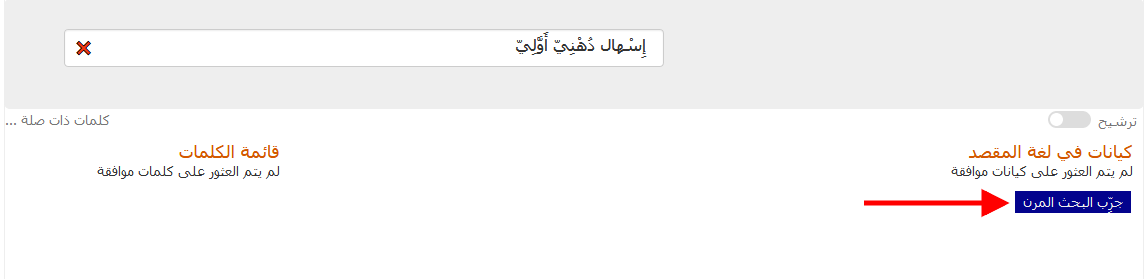 إِسْهال دُهْنِيّ أَوَّلِيّ
ترشيح
كلمات ذات صلة ...
كيانات في لغة المقصد
لم يتم العثور على كيانات موافقة
جرِّب البحث المرن
قائمة الكلمات
لم يتم العثور على كلمات موافقة